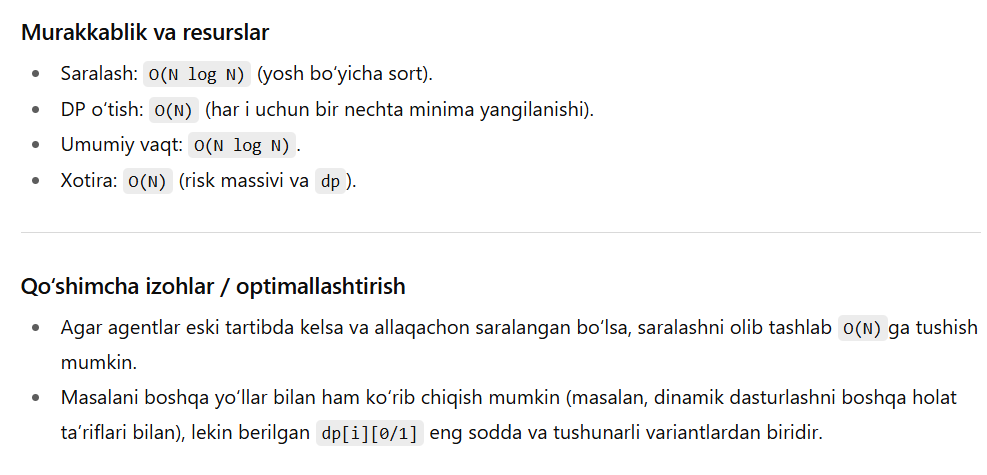 Murakkablik va resurslar
• Saralash: O(N log N) (yosh bo‘yicha sort).
• DP o‘tish: O(N) (har i uchun bir nechta minima yangilanishi).
• Umumiy vaqt: O(N log N).
• Xotira: O(N) (risk massivi va dp).
Qo‘shimcha izohlar / optimallashtirish
• Agar agentlar eski tartibda kelsa va allaqachon saralangan bo‘lsa, saralashni olib tashlab O(N) ga tushish
mumkin.
• Masalani boshqa yo‘llar bilan ham ko‘rib chiqish mumkin (masalan, dinamik dasturlashni boshqa holat
ta’riflari bilan), lekin berilgan dp[i][0/1] eng sodda va tushunarli variantlardan biridir.